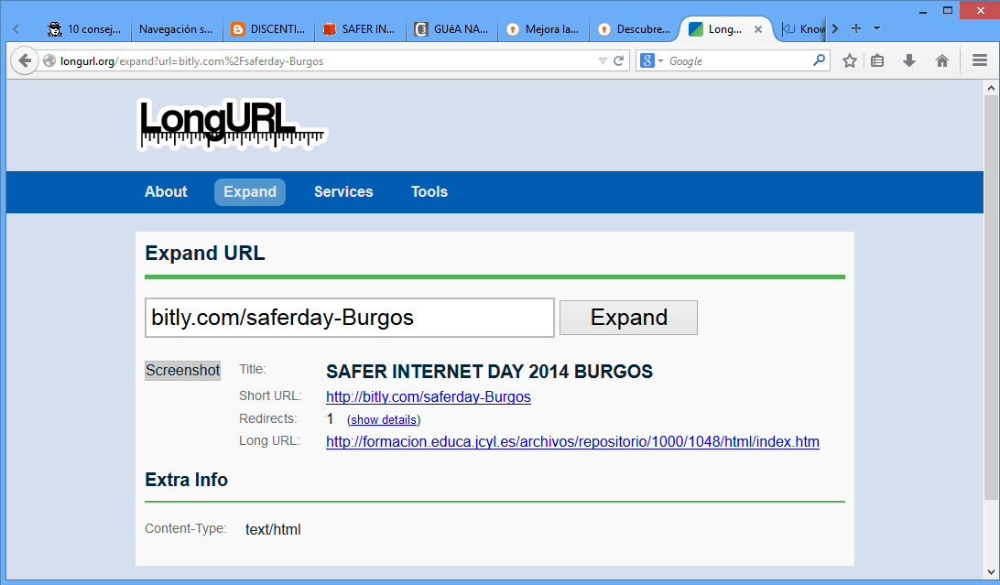 10 consej... Navegación s... DISCENTI... SAFER IN... GUêA NA... Mejora la... Descubre... Long... Know
longurl.org/expand?url=bitly.com%2Fsaferday-Burgos Google
LongURL
About Expand Services Tools
Expand URL
bitly.com/saferday-Burgos Expand
Screenshot Title: SAFER INTERNET DAY 2014 BURGOS
Short URL: http://bitly.com/saferday-Burgos
Redirects: 1 (show details)
Long URL: http://formacion.educa.jcyl.es/archivos/repositorio/1000/1048/html/index.htm
Extra Info
Content-Type: text/html